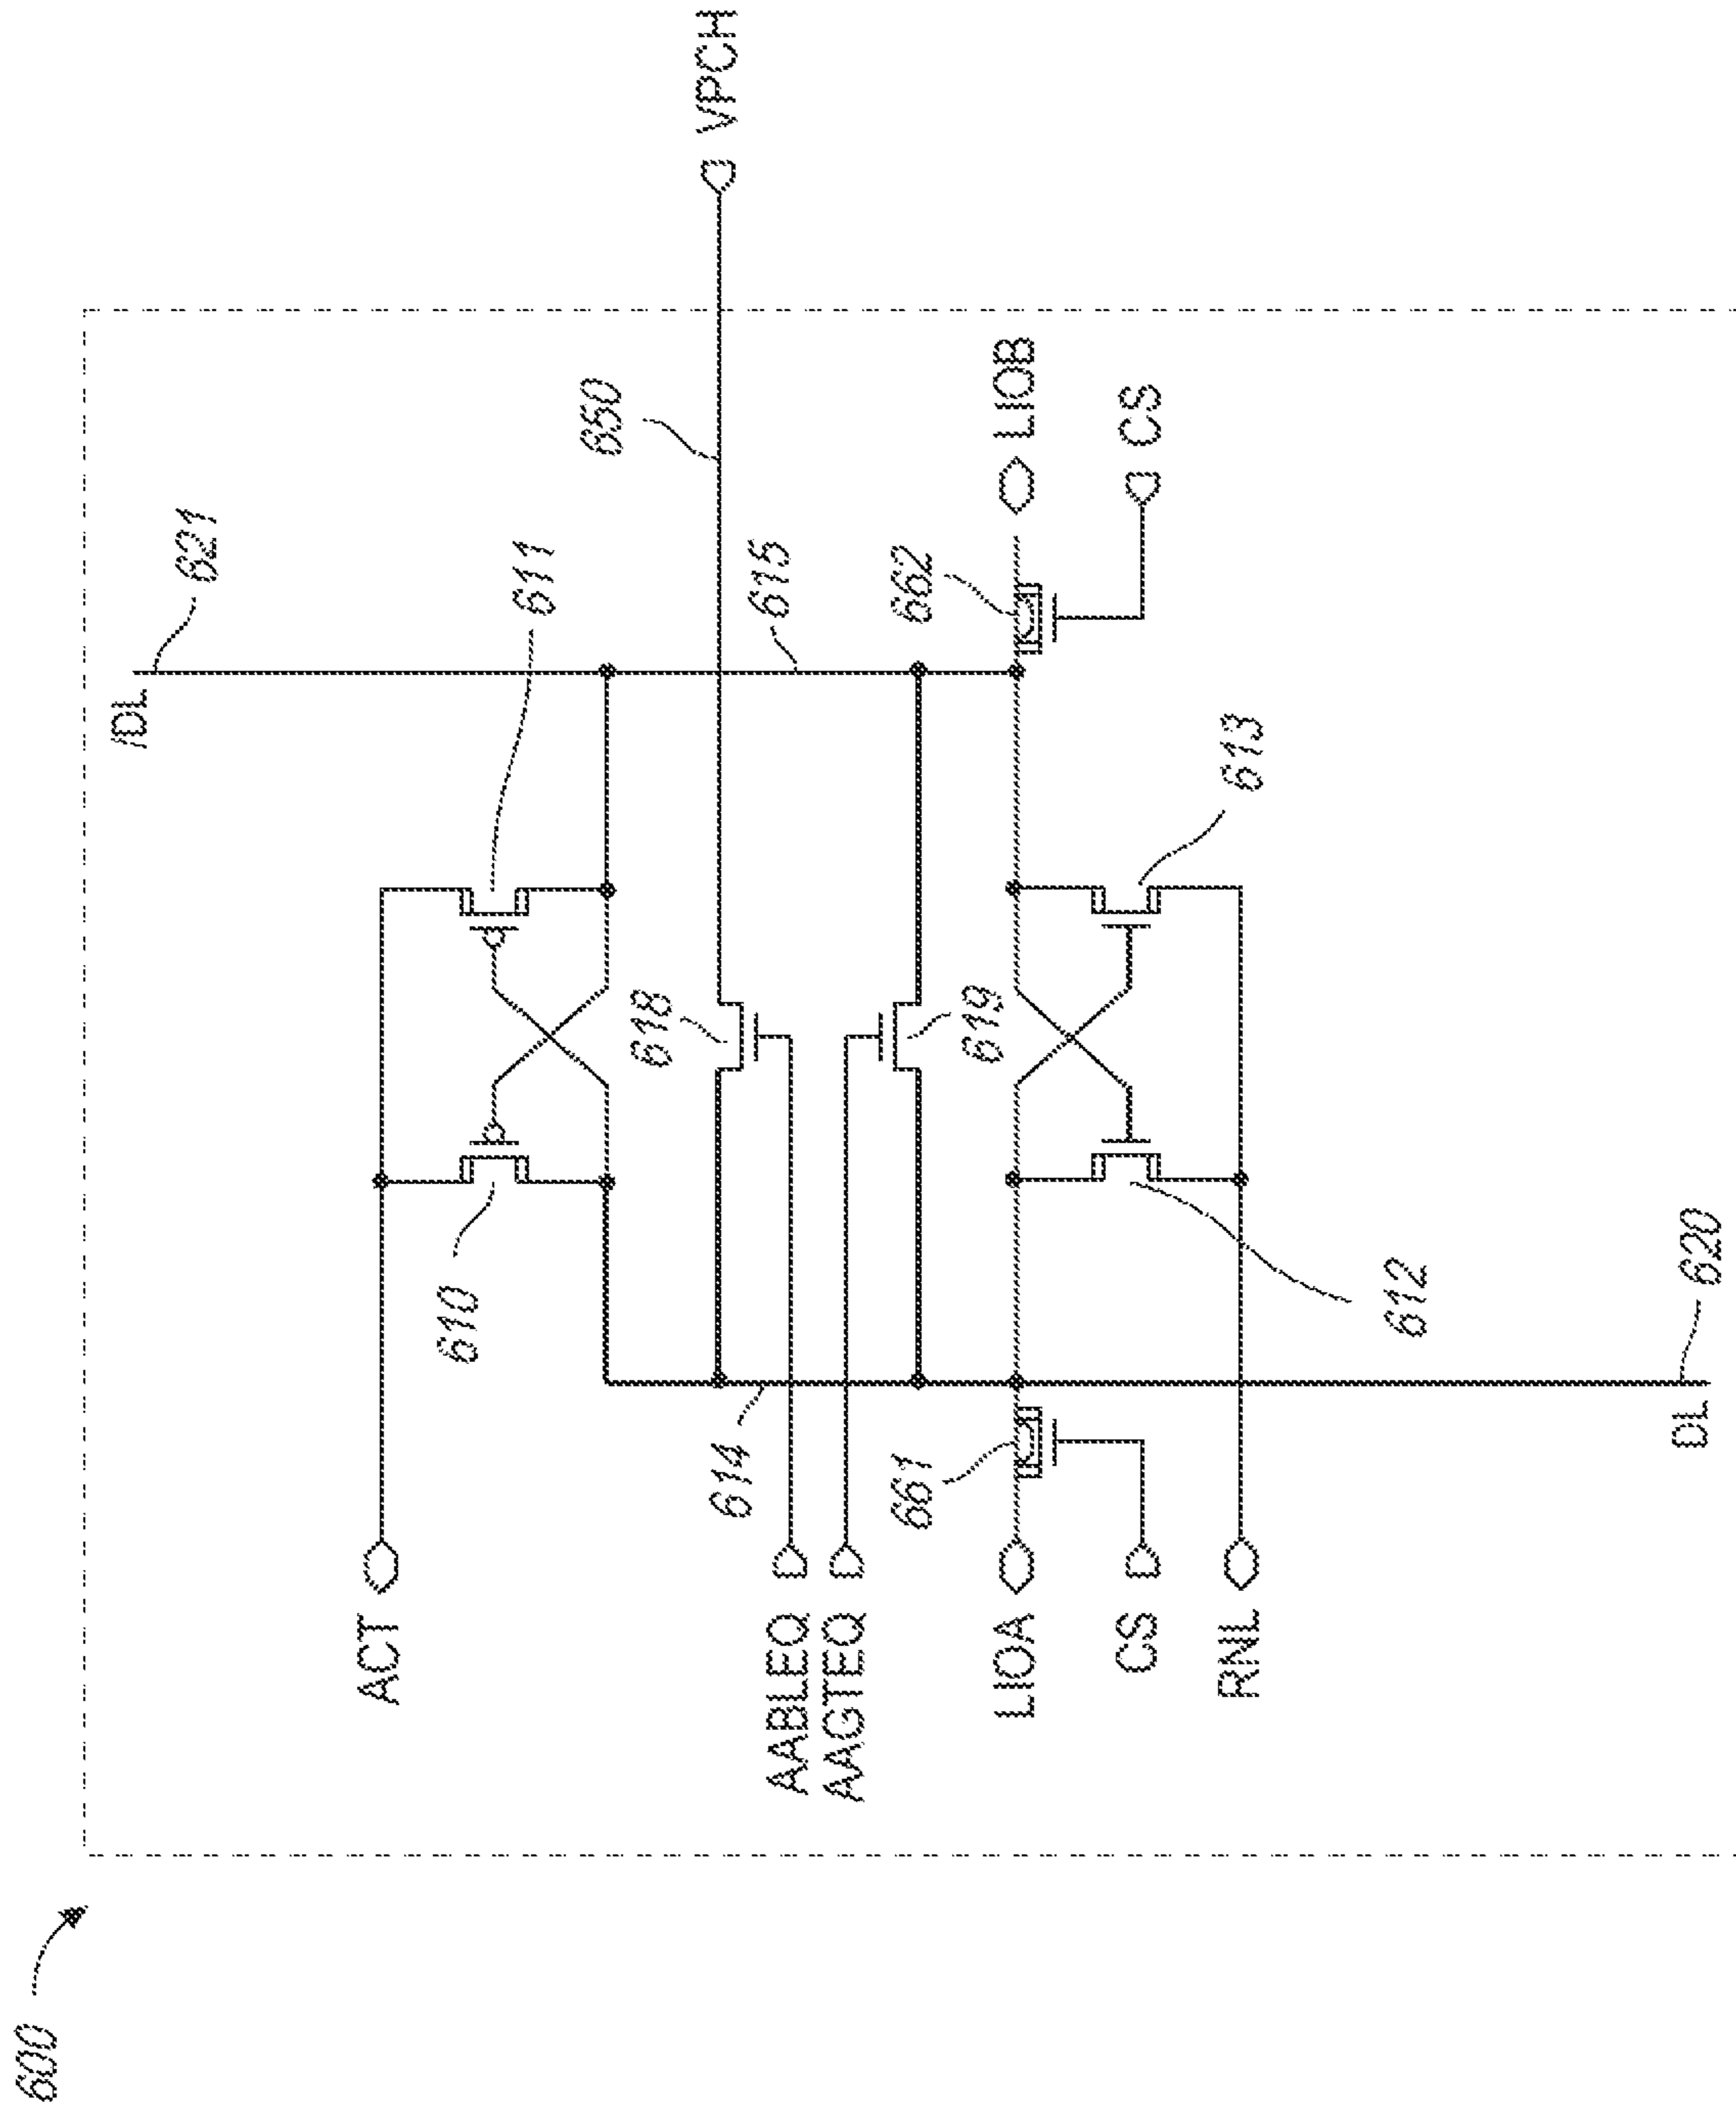 600
ACT
AABLEQ
AAGTEQ
LIOA
CS
RNL
610
614
661
612
DL
620
618
619
611
613
/DL
621
650
615
662
LIOB
CS
VPCH